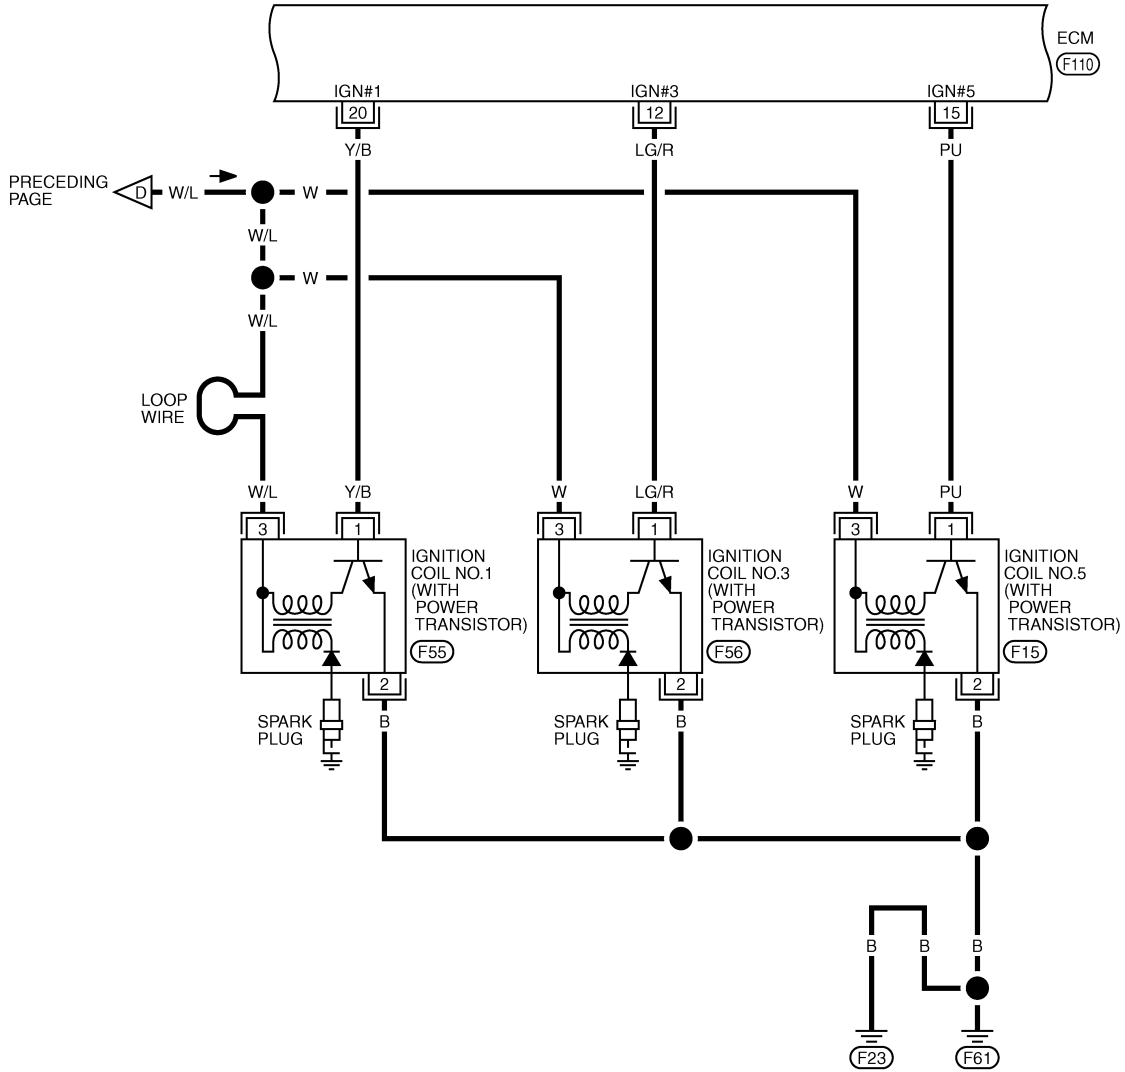 ECM
F110
IGN#1
IGN#3
IGN#5
20
12
15
Y/B
LG/R
PU
PRECEDING
PAGE
D
W/L
W
W/L
W
W/L
LOOP
WIRE
W/L
Y/B
W
LG/R
W
PU
3
1
3
1
3
1
IGNITION
COIL NO.1
(WITH
POWER
TRANSISTOR)
F55
IGNITION
COIL NO.3
(WITH
POWER
TRANSISTOR)
F56
IGNITION
COIL NO.5
(WITH
POWER
TRANSISTOR)
F15
2
2
2
SPARK
PLUG
B
SPARK
PLUG
B
SPARK
PLUG
B
B
B
B
F23
F61